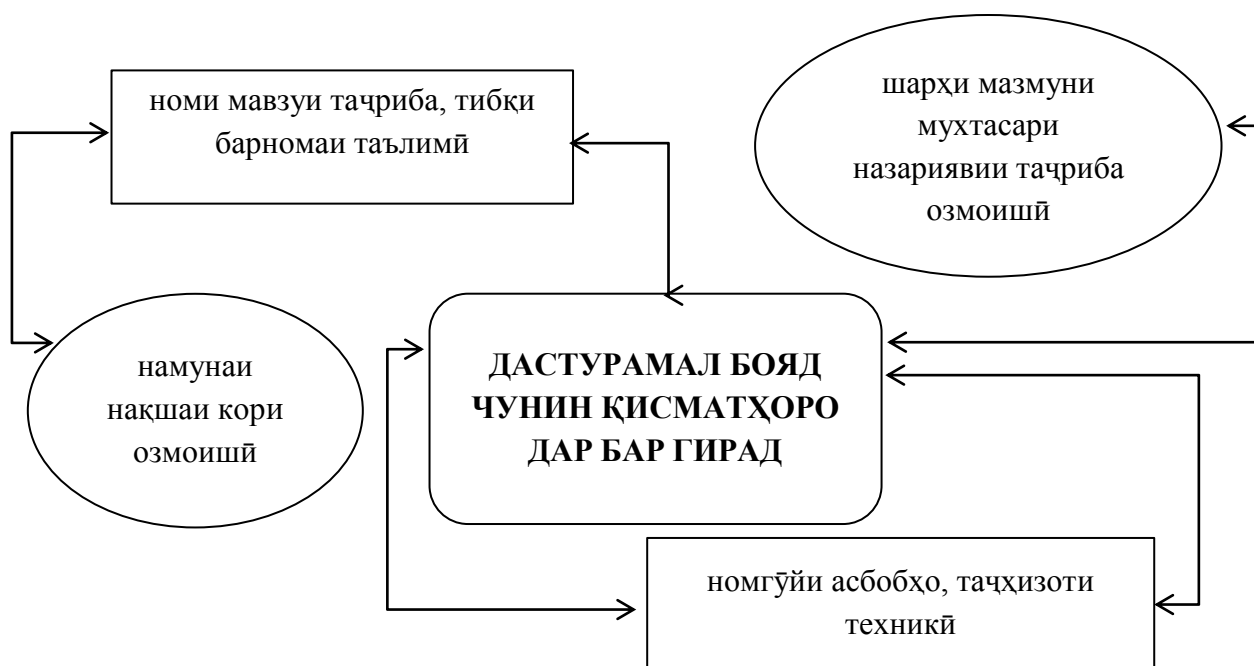 номи мавзуи таҷриба, тибқи
барномаи таълимӣ
шарҳи мазмуни
мухтасари
назариявии таҷриба
озмоишӣ
намунаи
нақшаи кори
озмоишӣ
ДАСТУРАМАЛ БОЯД
ЧУНИН ҚИСМАТҲОРО
ДАР БАР ГИРАД
номгӯйи асбобҳо, таҷҳизоти
техникӣ